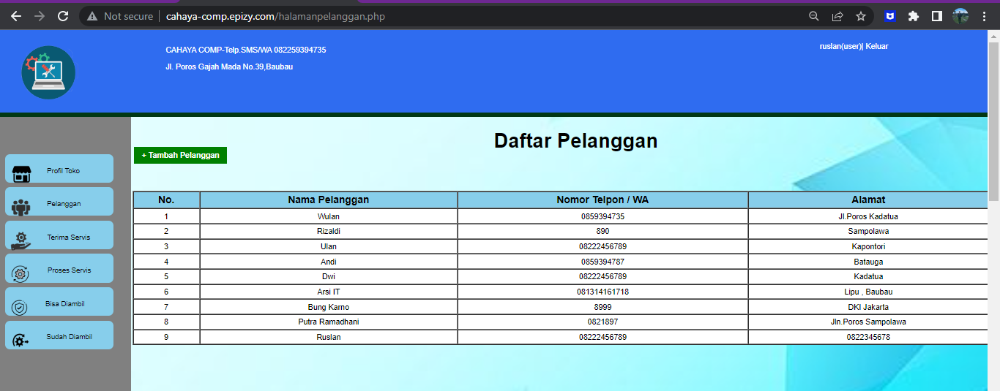 Not secure cahaya-comp.epizy.com/halamanpelanggan.php
CAHAYA COMP-Telp.SMS/WA 082259394735
ruslan(user)| Keluar
Jl. Poros Gajah Mada No.39,Baubau
Daftar Pelanggan
+ Tambah Pelanggan
Profil Toko
Pelanggan
Terima Servis
Proses Servis
Bisa Diambil
Sudah Diambil
No. Nama Pelanggan Nomor Telpon / WA Alamat
1 Wulan 0859394735 Jl.Poros Kadatua
2 Rizaldi 890 Sampolawa
3 Ulan 08222456789 Kapontori
4 Andi 0859394787 Batauga
5 Dwi 08222456789 Kadatua
6 Arsi IT 081314161718 Lipu , Baubau
7 Bung Karno 8999 DKI Jakarta
8 Putra Ramadhani 0821897 Jln.Poros Sampolawa
9 Ruslan 08222456789 0822345678